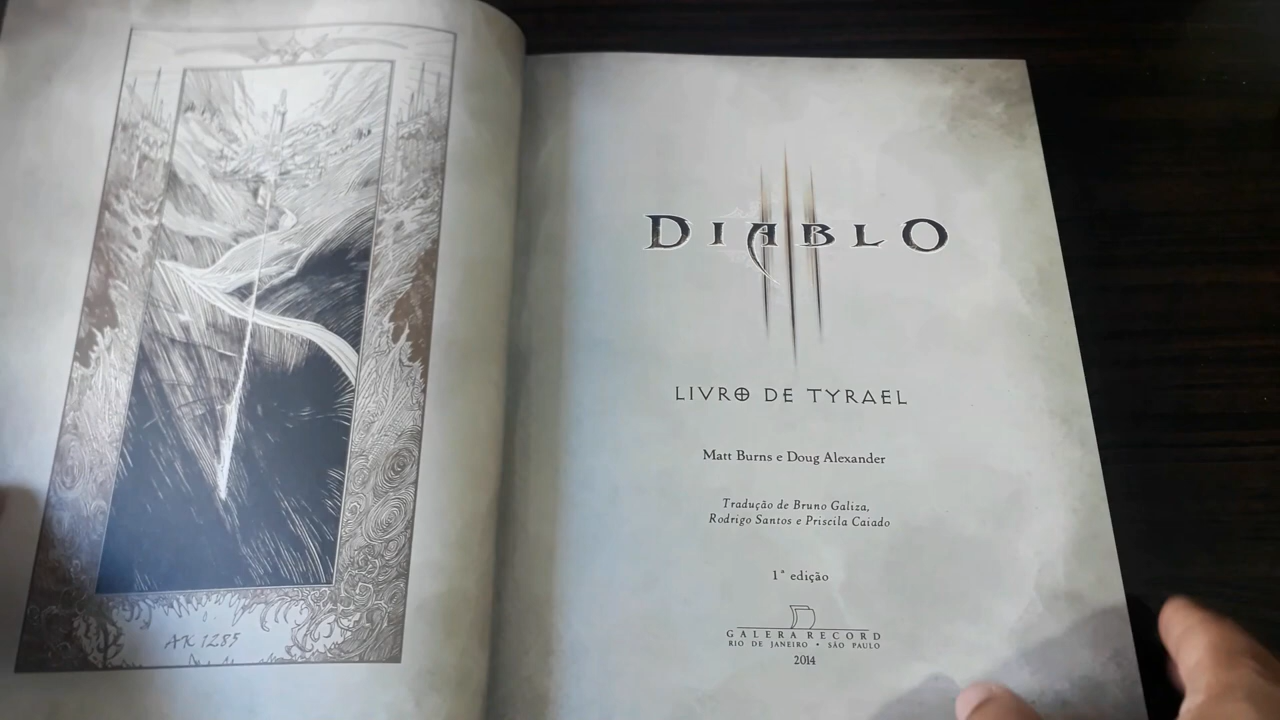 AK 1285
DIABLO
III
LIVRO DE TYRAEL
Matt Burns e Doug Alexander
Tradução de Bruno Galiza,
Rodrigo Santos e Priscila Caiado
1ª edição
GALERA RECORD
RIO DE JANEIRO • SÃO PAULO
2014